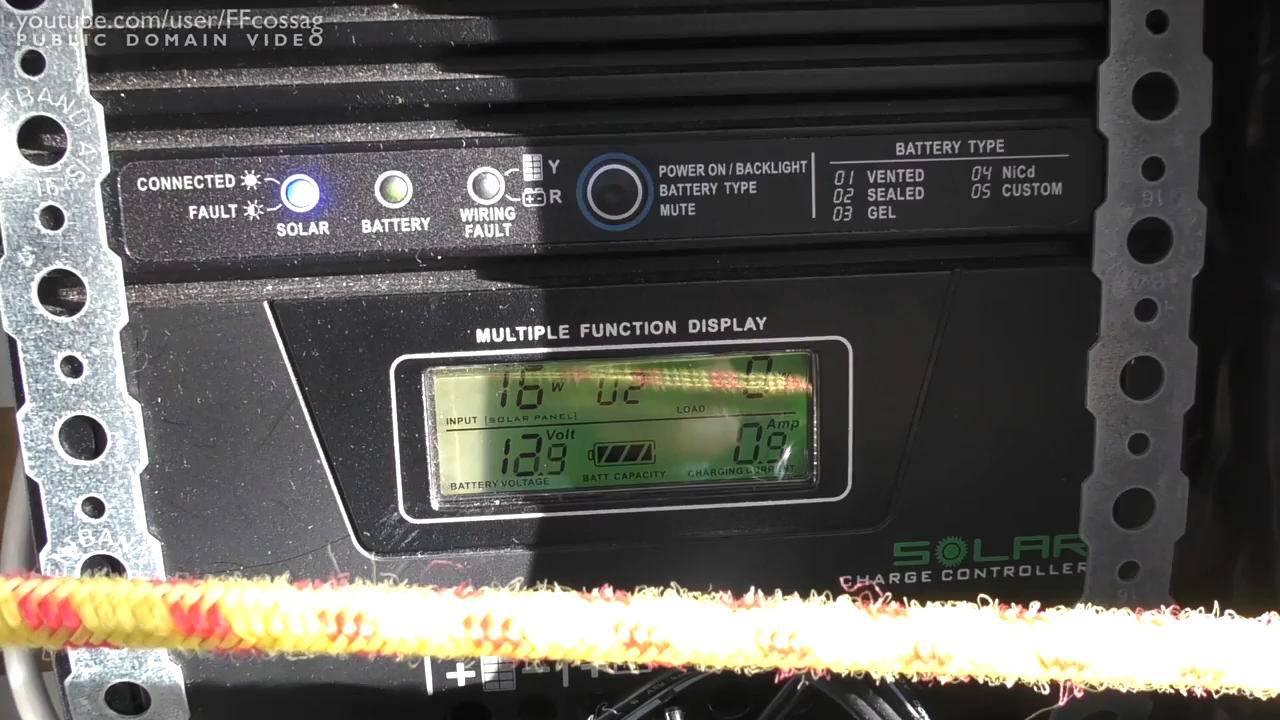 youtube.com/user/FFcossag
PUBLIC DOMAIN VIDEO
BAND
CONNECTED
FAULT
SOLAR
BATTERY
WIRING
FAULT
Y
R
POWER ON / BACKLIGHT
BATTERY TYPE
MUTE
BATTERY TYPE
01 VENTED
02 SEALED
03 GEL
04 NiCd
05 CUSTOM
MULTIPLE FUNCTION DISPLAY
16 W 02 0
INPUT [SOLAR PANEL] LOAD
12.9 Volt 0.9 Amp
BATTERY VOLTAGE BATT. CAPACITY CHARGING CURRENT
SOLAR
CHARGE CONTROLLER